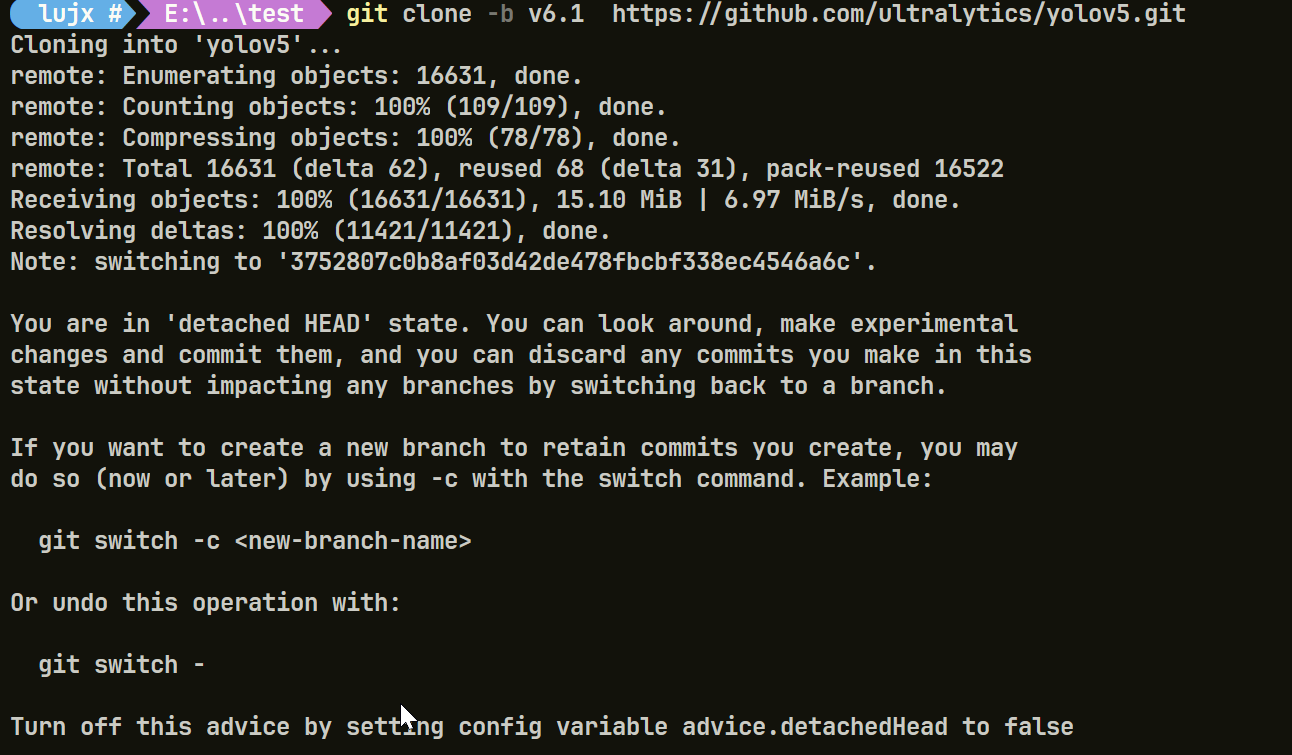 lujx # E:\..\test git clone -b v6.1 https://github.com/ultralytics/yolov5.git
Cloning into 'yolov5'...
remote: Enumerating objects: 16631, done.
remote: Counting objects: 100% (109/109), done.
remote: Compressing objects: 100% (78/78), done.
remote: Total 16631 (delta 62), reused 68 (delta 31), pack-reused 16522
Receiving objects: 100% (16631/16631), 15.10 MiB | 6.97 MiB/s, done.
Resolving deltas: 100% (11421/11421), done.
Note: switching to '3752807c0b8af03d42de478fbcbf338ec4546a6c'.
You are in 'detached HEAD' state. You can look around, make experimental
changes and commit them, and you can discard any commits you make in this
state without impacting any branches by switching back to a branch.
If you want to create a new branch to retain commits you create, you may
do so (now or later) by using -c with the switch command. Example:
git switch -c <new-branch-name>
Or undo this operation with:
git switch -
Turn off this advice by setting config variable advice.detachedHead to false